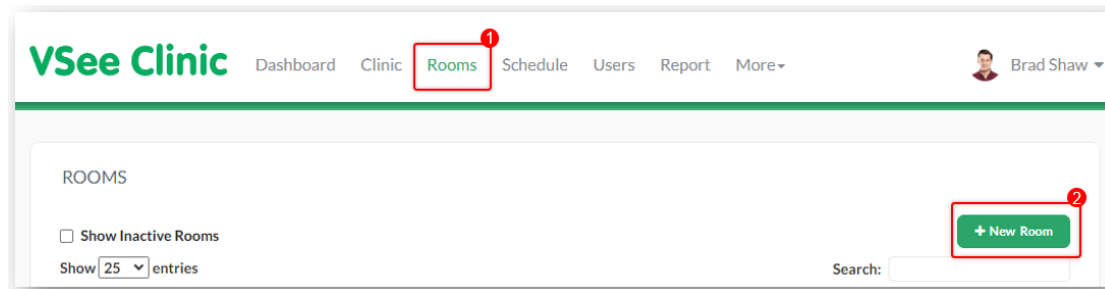 1
VSee Clinic Dashboard Clinic Rooms Schedule Users Report More Brad Shaw
ROOMS
2
Show Inactive Rooms + New Room
Show 25 entries Search: